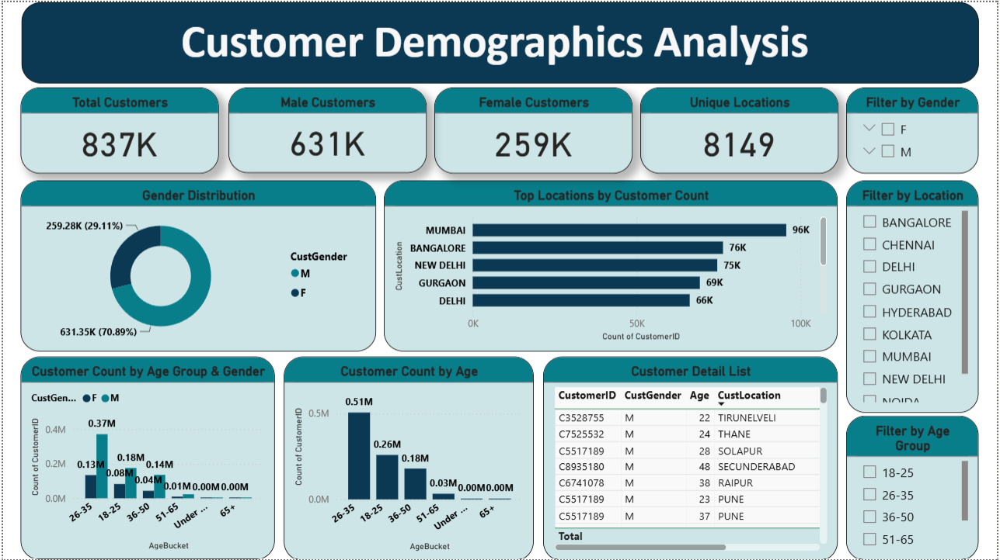 Customer Demographics Analysis
Total Customers
837K
Male Customers
631K
Female Customers
259K
Unique Locations
8149
Filter by Gender
F
M
Gender Distribution
259.28K (29.11%)
631.35K (70.89%)
CustGender
M
F
Top Locations by Customer Count
CustLocation
MUMBAI 96K
BANGALORE 76K
NEW DELHI 75K
GURGAON 69K
DELHI 66K
0K 50K 100K
Count of CustomerID
Filter by Location
BANGALORE
CHENNAI
DELHI
GURGAON
HYDERABAD
KOLKATA
MUMBAI
NEW DELHI
Customer Count by Age Group & Gender
CustGen... F M
Count of CustomerID
0.4M
0.2M
0.0M
0.13M 0.37M 0.08M 0.18M 0.04M 0.14M 0.01M 0.00M 0.00M
26-35 18-25 36-50 51-65 Under ... 65+
AgeBucket
Customer Count by Age
Count of CustomerID
0.5M
0.0M
0.51M 0.26M 0.18M 0.03M 0.00M 0.00M
26-35 18-25 36-50 51-65 Under ... 65+
AgeBucket
Customer Detail List
CustomerID CustGender Age CustLocation
C3528755 M 22 TIRUNELVELI
C7525532 M 24 THANE
C5517189 M 28 SOLAPUR
C8935180 M 48 SECUNDERABAD
C6741078 M 38 RAIPUR
C5517189 M 23 PUNE
C5517189 M 37 PUNE
Total
Filter by Age
Group
18-25
26-35
36-50
51-65